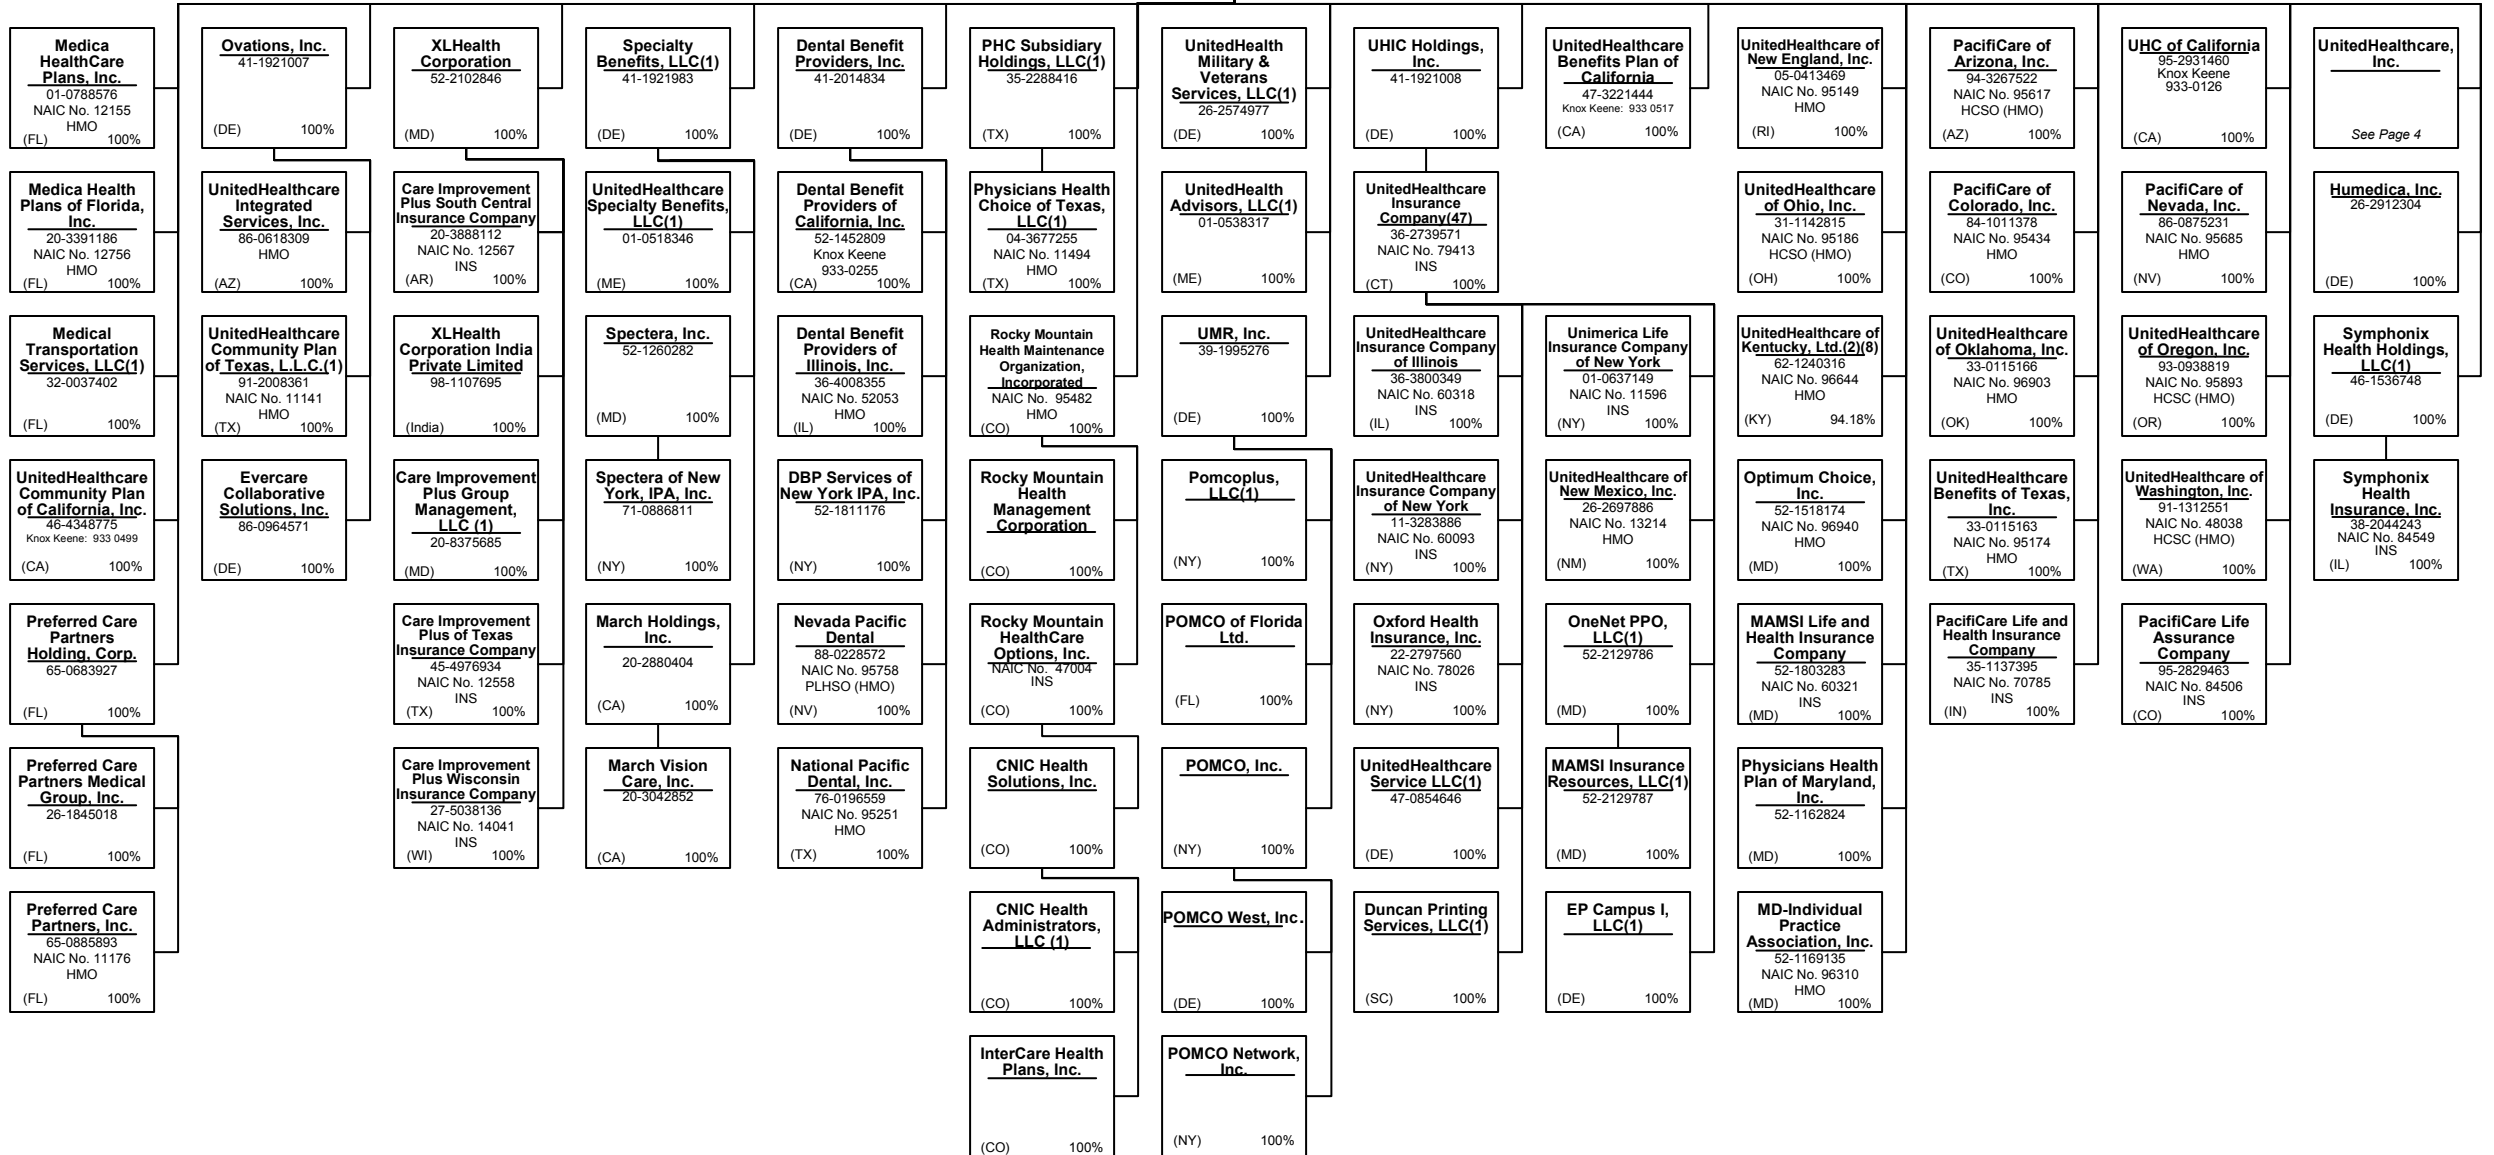 Medica
HealthCare
Plans, Inc.
01-0788576
NAIC No. 12155
HMO
(FL) 100%
Medica Health
Plans of Florida,
Inc.
20-3391186
NAIC No. 12756
HMO
(FL) 100%
Medical
Transportation
Services, LLC(1)
32-0037402
(FL) 100%
UnitedHealthcare
Community Plan
of California, Inc.
46-4348775
Knox Keene: 933 0499
(CA) 100%
Preferred Care
Partners
Holding, Corp.
65-0683927
(FL) 100%
Preferred Care
Partners Medical
Group, Inc.
26-1845018
(FL) 100%
Preferred Care
Partners, Inc.
65-0885893
NAIC No. 11176
HMO
(FL) 100%
Ovations, Inc.
41-1921007
(DE) 100%
UnitedHealthcare
Integrated
Services, Inc.
86-0618309
HMO
(AZ) 100%
UnitedHealthcare
Community Plan
of Texas, L.L.C.(1)
91-2008361
NAIC No. 11141
HMO
(TX) 100%
Evercare
Collaborative
Solutions, Inc.
86-0964571
(DE) 100%
XLHealth
Corporation
52-2102846
(MD) 100%
Care Improvement
Plus South Central
Insurance Company
20-3888112
NAIC No. 12567
INS
(AR) 100%
XLHealth
Corporation India
Private Limited
98-1107695
(India) 100%
Care Improvement
Plus Group
Management,
LLC (1)
20-8375685
(MD) 100%
Care Improvement
Plus of Texas
Insurance Company
45-4976934
NAIC No. 12558
INS
(TX) 100%
Care Improvement
Plus Wisconsin
Insurance Company
27-5038136
NAIC No. 14041
INS
(WI) 100%
Specialty
Benefits, LLC(1)
41-1921983
(DE) 100%
UnitedHealthcare
Specialty Benefits,
LLC(1)
01-0518346
(ME) 100%
Spectera, Inc.
52-1260282
(MD) 100%
Spectera of New
York, IPA, Inc.
71-0886811
(NY) 100%
March Holdings,
Inc.
20-2880404
(CA) 100%
March Vision
Care, Inc.
20-3042852
(CA) 100%
Dental Benefit
Providers, Inc.
41-2014834
(DE) 100%
Dental Benefit
Providers of
California, Inc.
52-1452809
Knox Keene
933-0255
(CA) 100%
Dental Benefit
Providers of
Illinois, Inc.
36-4008355
NAIC No. 52053
HMO
(IL) 100%
DBP Services of
New York IPA, Inc.
52-1811176
(NY) 100%
Nevada Pacific
Dental
88-0228572
NAIC No. 95758
PLHSO (HMO)
(NV) 100%
National Pacific
Dental, Inc.
76-0196559
NAIC No. 95251
HMO
(TX) 100%
PHC Subsidiary
Holdings, LLC(1)
35-2288416
(TX) 100%
Physicians Health
Choice of Texas,
LLC(1)
04-3677255
NAIC No. 11494
HMO
(TX) 100%
Rocky Mountain
Health Maintenance
Organization,
Incorporated
NAIC No. 95482
HMO
(CO) 100%
Rocky Mountain
Health
Management
Corporation
(CO) 100%
Rocky Mountain
HealthCare
Options, Inc.
NAIC No. 47004
INS
(CO) 100%
CNIC Health
Solutions, Inc.
(CO) 100%
CNIC Health
Administrators,
LLC (1)
(CO) 100%
InterCare Health
Plans, Inc.
(CO) 100%
UnitedHealth
Military &
Veterans
Services, LLC(1)
26-2574977
(DE) 100%
UnitedHealth
Advisors, LLC(1)
01-0538317
(ME) 100%
UMR, Inc.
39-1995276
(DE) 100%
Pomcoplus,
LLC(1)
(NY) 100%
POMCO of Florida
Ltd.
(FL) 100%
POMCO, Inc.
(NY) 100%
POMCO West, Inc.
(DE) 100%
POMCO Network,
Inc.
(NY) 100%
UHIC Holdings,
Inc.
41-1921008
(DE) 100%
UnitedHealthcare
Insurance
Company(47)
36-2739571
NAIC No. 79413
INS
(CT) 100%
UnitedHealthcare
Insurance Company
of Illinois
36-3800349
NAIC No. 60318
INS
(IL) 100%
UnitedHealthcare
Insurance Company
of New York
11-3283886
NAIC No. 60093
INS
(NY) 100%
Oxford Health
Insurance, Inc.
22-2797560
NAIC No. 78026
INS
(NY) 100%
UnitedHealthcare
Service LLC(1)
47-0854646
(DE) 100%
Duncan Printing
Services, LLC(1)
(SC) 100%
UnitedHealthcare
Benefits Plan of
California
47-3221444
Knox Keene: 933 0517
(CA) 100%
Unimerica Life
Insurance Company
of New York
01-0637149
NAIC No. 11596
INS
(NY) 100%
UnitedHealthcare of
New Mexico, Inc.
26-2697886
NAIC No. 13214
HMO
(NM) 100%
OneNet PPO,
LLC(1)
52-2129786
(MD) 100%
MAMSI Insurance
Resources, LLC(1)
52-2129787
(MD) 100%
EP Campus I,
LLC(1)
(DE) 100%
UnitedHealthcare of
New England, Inc.
05-0413469
NAIC No. 95149
HMO
(RI) 100%
UnitedHealthcare
of Ohio, Inc.
31-1142815
NAIC No. 95186
HCSO (HMO)
(OH) 100%
UnitedHealthcare of
Kentucky, Ltd.(2)(8)
62-1240316
NAIC No. 96644
HMO
(KY) 94.18%
Optimum Choice,
Inc.
52-1518174
NAIC No. 96940
HMO
(MD) 100%
MAMSI Life and
Health Insurance
Company
52-1803283
NAIC No. 60321
INS
(MD) 100%
Physicians Health
Plan of Maryland,
Inc.
52-1162824
(MD) 100%
MD-Individual
Practice
Association, Inc.
52-1169135
NAIC No. 96310
HMO
(MD) 100%
PacifiCare of
Arizona, Inc.
94-3267522
NAIC No. 95617
HCSO (HMO)
(AZ) 100%
PacifiCare of
Colorado, Inc.
84-1011378
NAIC No. 95434
HMO
(CO) 100%
UnitedHealthcare
of Oklahoma, Inc.
33-0115166
NAIC No. 96903
HMO
(OK) 100%
UnitedHealthcare
Benefits of Texas,
Inc.
33-0115163
NAIC No. 95174
HMO
(TX) 100%
PacifiCare Life and
Health Insurance
Company
35-1137395
NAIC No. 70785
INS
(IN) 100%
UHC of California
95-2931460
Knox Keene
933-0126
(CA) 100%
PacifiCare of
Nevada, Inc.
86-0875231
NAIC No. 95685
HMO
(NV) 100%
UnitedHealthcare
of Oregon, Inc.
93-0938819
NAIC No. 95893
HCSC (HMO)
(OR) 100%
UnitedHealthcare of
Washington, Inc.
91-1312551
NAIC No. 48038
HCSC (HMO)
(WA) 100%
PacifiCare Life
Assurance
Company
95-2829463
NAIC No. 84506
INS
(CO) 100%
UnitedHealthcare,
Inc.
See Page 4
Humedica, Inc.
26-2912304
(DE) 100%
Symphonix
Health Holdings,
LLC(1)
46-1536748
(DE) 100%
Symphonix
Health
Insurance, Inc.
38-2044243
NAIC No. 84549
INS
(IL) 100%